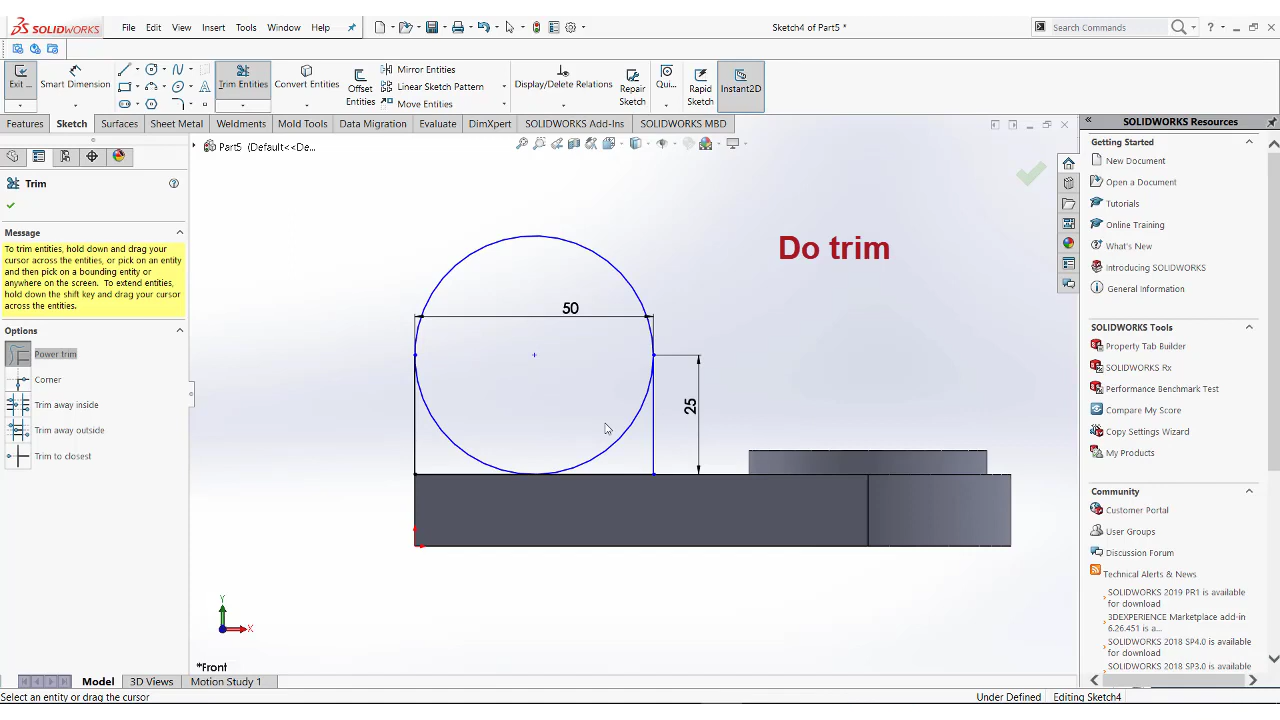 SOLIDWORKS
File
Edit
View
Insert
Tools
Window
Help
Sketch4 of Part5 *
Search Commands
?
Exit ...
Smart Dimension
Trim Entities
Convert Entities
Offset
Entities
Mirror Entities
Linear Sketch Pattern
Move Entities
Display/Delete Relations
Repair
Sketch
Qui...
Rapid
Sketch
Instant2D
Features
Sketch
Surfaces
Sheet Metal
Weldments
Mold Tools
Data Migration
Evaluate
DimXpert
SOLIDWORKS Add-Ins
SOLIDWORKS MBD
Part5 (Default<<De...
Trim
?
Message
To trim entities, hold down and drag your
cursor across the entities, or pick on an entity
and then pick on a bounding entity or
anywhere on the screen. To extend entities,
hold down the shift key and drag your cursor
across the entities.
Options
Power trim
Corner
Trim away inside
Trim away outside
Trim to closest
Do trim
50
25
Y
X
*Front
SOLIDWORKS Resources
Getting Started
New Document
Open a Document
Tutorials
Online Training
What's New
Introducing SOLIDWORKS
General Information
SOLIDWORKS Tools
Property Tab Builder
SOLIDWORKS Rx
Performance Benchmark Test
Compare My Score
Copy Settings Wizard
My Products
Community
Customer Portal
User Groups
Discussion Forum
Technical Alerts & News
SOLIDWORKS 2019 PR1 is available
for download
3DEXPERIENCE Marketplace add-in
6.26.451 is a...
SOLIDWORKS 2018 SP4.0 is available
for download
SOLIDWORKS 2018 SP3.0 is available
for download
Model
3D Views
Motion Study 1
Select an entity or drag the cursor
Under Defined
Editing Sketch4